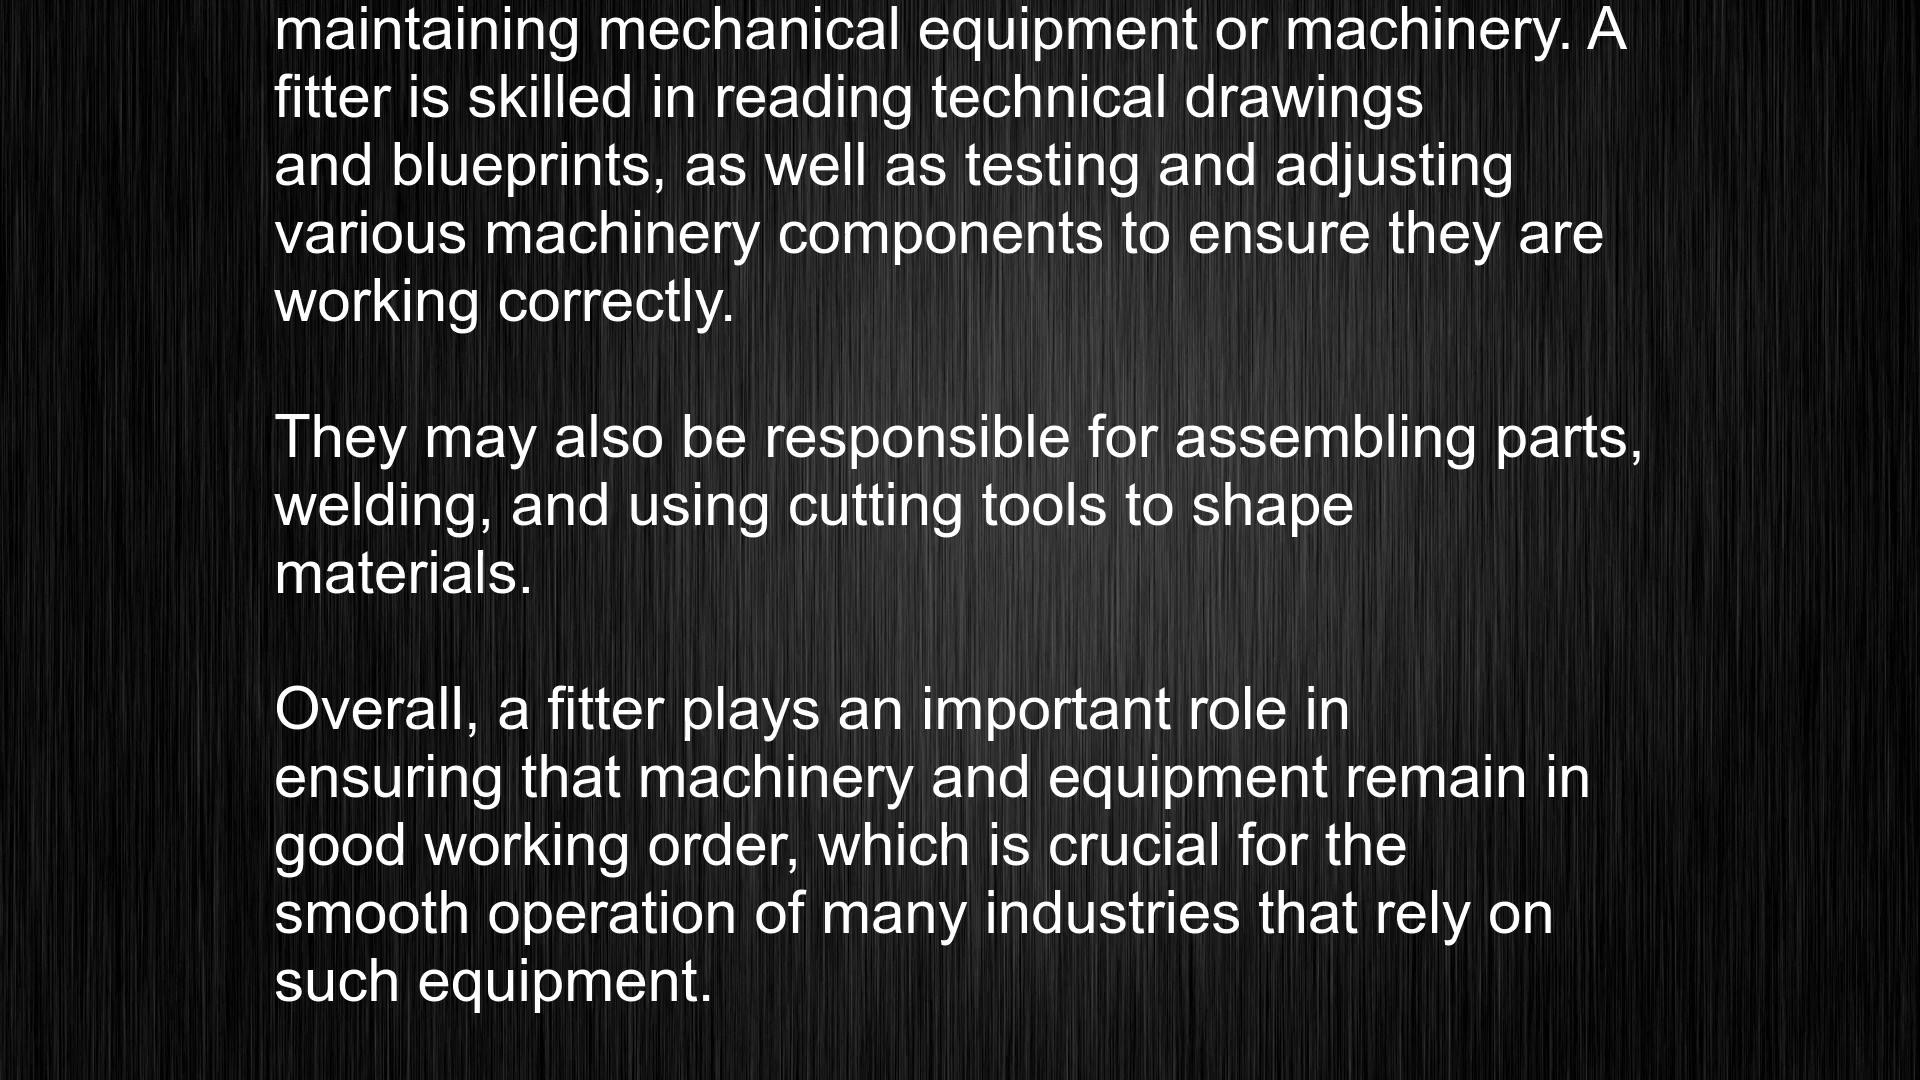 maintaining mechanical equipment or machinery. A
fitter is skilled in reading technical drawings
and blueprints, as well as testing and adjusting
various machinery components to ensure they are
working correctly.
They may also be responsible for assembling parts,
welding, and using cutting tools to shape
materials.
Overall, a fitter plays an important role in
ensuring that machinery and equipment remain in
good working order, which is crucial for the
smooth operation of many industries that rely on
such equipment.